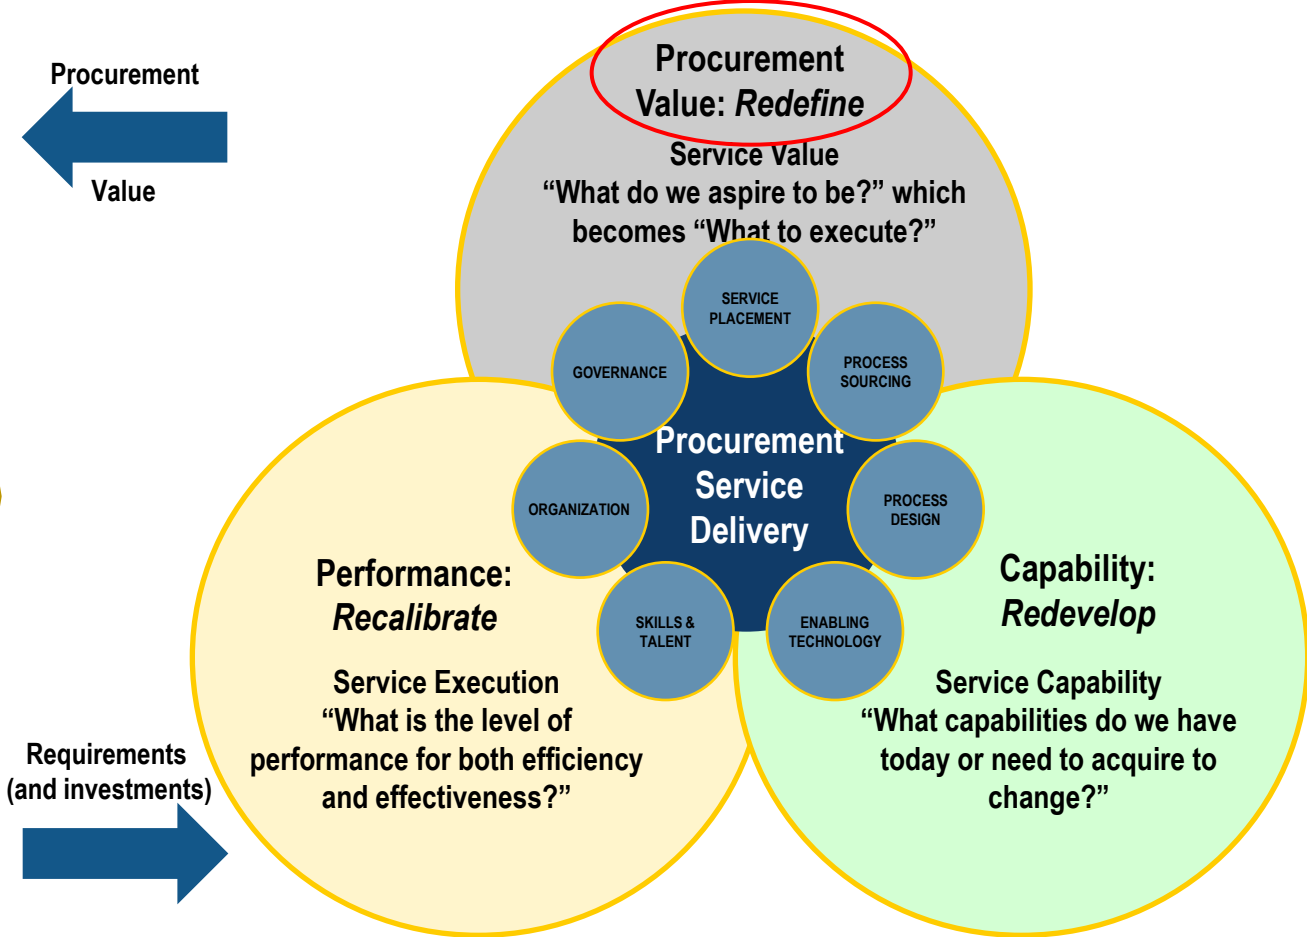 Procurement
Value
Procurement
Value: Redefine
Service Value
“What do we aspire to be?” which
becomes “What to execute?”
SERVICE
PLACEMENT
GOVERNANCE
PROCESS
SOURCING
Procurement
Service
Delivery
ORGANIZATION
PROCESS
DESIGN
SKILLS &
TALENT
ENABLING
TECHNOLOGY
Performance:
Recalibrate
Service Execution
“What is the level of
performance for both efficiency
and effectiveness?”
Capability:
Redevelop
Service Capability
“What capabilities do we have
today or need to acquire to
change?”
Requirements
(and investments)